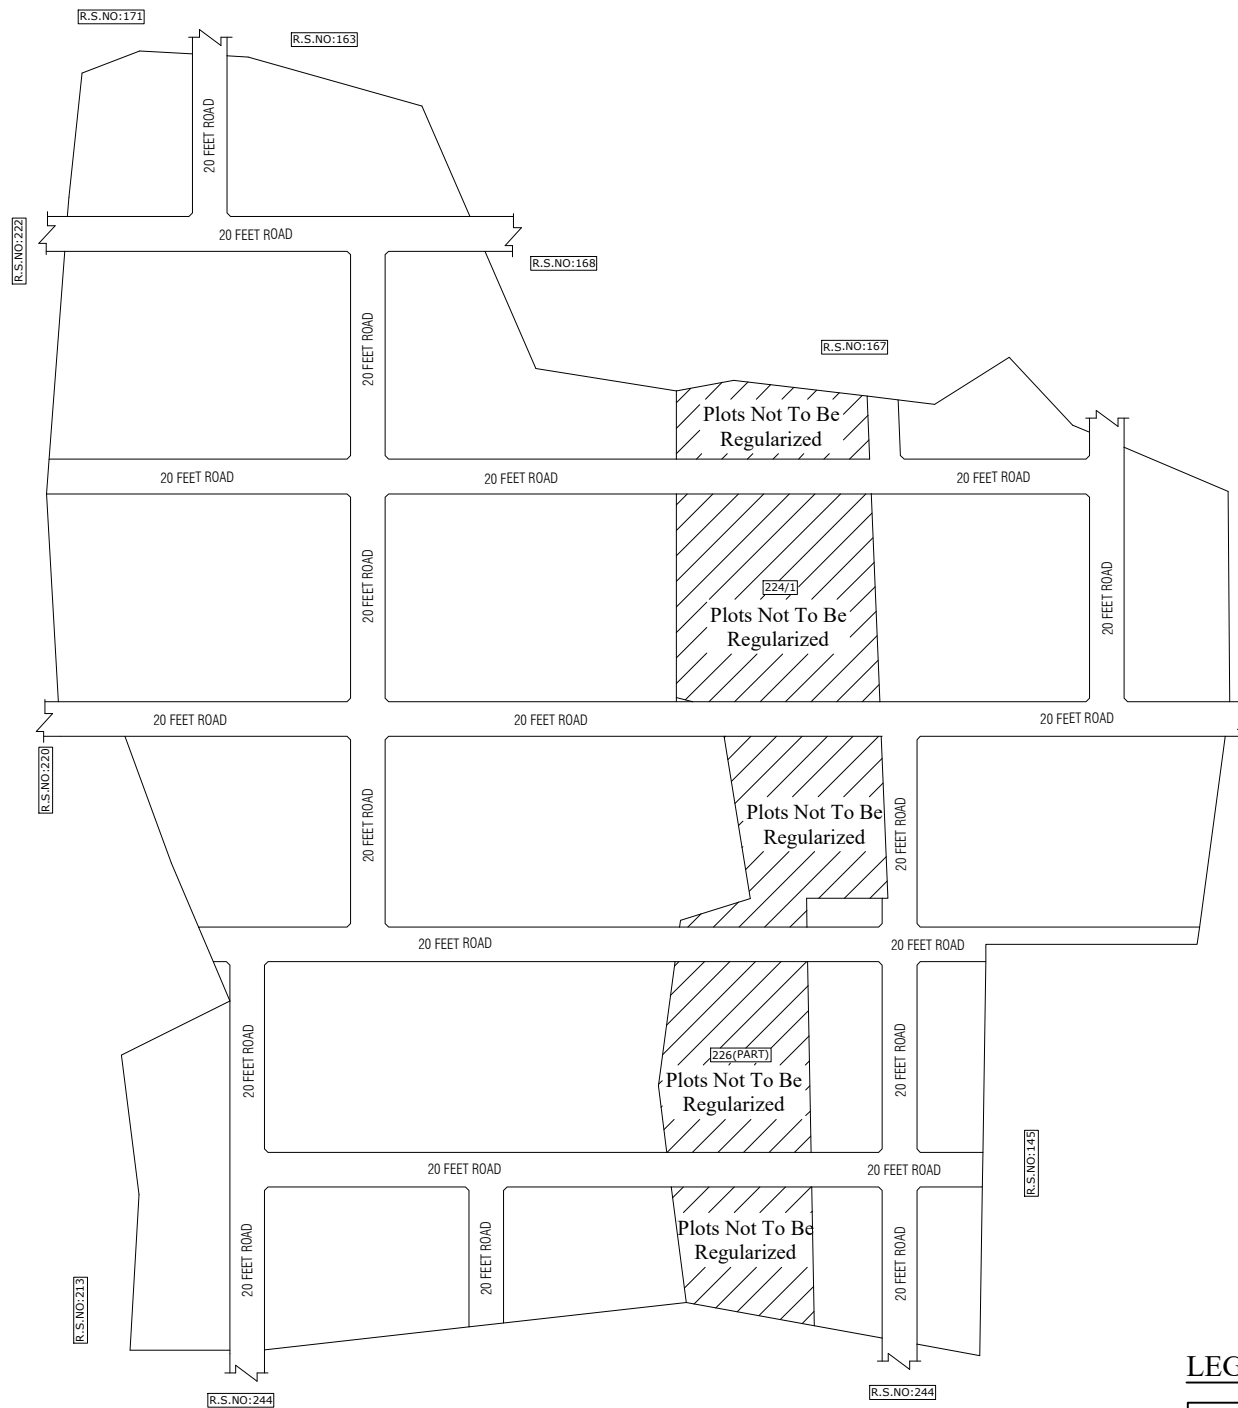 R.S.NO:171
R.S.NO:163
20 FEET ROAD
R.S.NO:222
20 FEET ROAD
R.S.NO:168
20 FEET ROAD
R.S.NO:167
Plots Not To Be
Regularized
20 FEET ROAD
20 FEET ROAD
20 FEET ROAD
20 FEET ROAD
224/1
Plots Not To Be
Regularized
20 FEET ROAD
20 FEET ROAD
20 FEET ROAD
20 FEET ROAD
R.S.NO:220
20 FEET ROAD
Plots Not To Be
Regularized
20 FEET ROAD
20 FEET ROAD
20 FEET ROAD
20 FEET ROAD
226(PART)
Plots Not To Be
Regularized
20 FEET ROAD
R.S.NO:145
20 FEET ROAD
20 FEET ROAD
20 FEET ROAD
20 FEET ROAD
Plots Not To Be
Regularized
20 FEET ROAD
R.S.NO:213
R.S.NO:244
R.S.NO:244
LEG